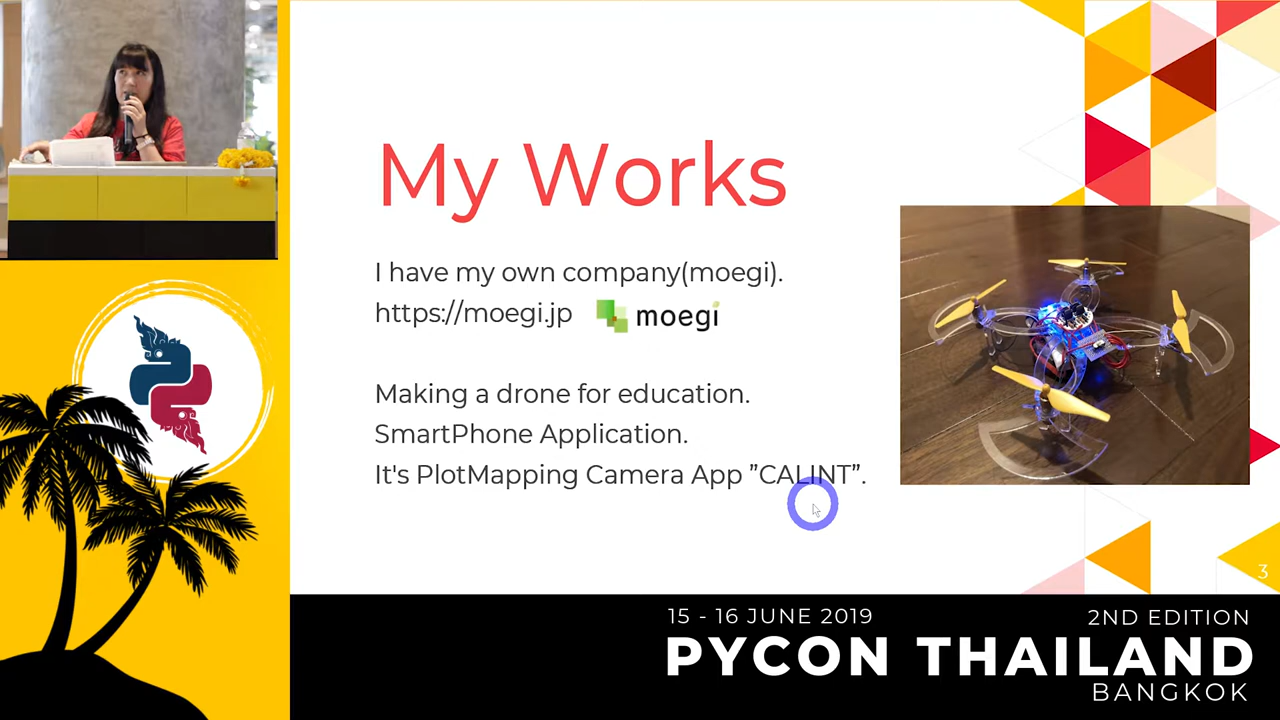 My Works
I have my own company(moegi).
https://moegi.jp moegi
Making a drone for education.
SmartPhone Application.
It's PlotMapping Camera App ”CALINT”.
3
15 - 16 JUNE 2019
2ND EDITION
PYCON THAILAND
BANGKOK